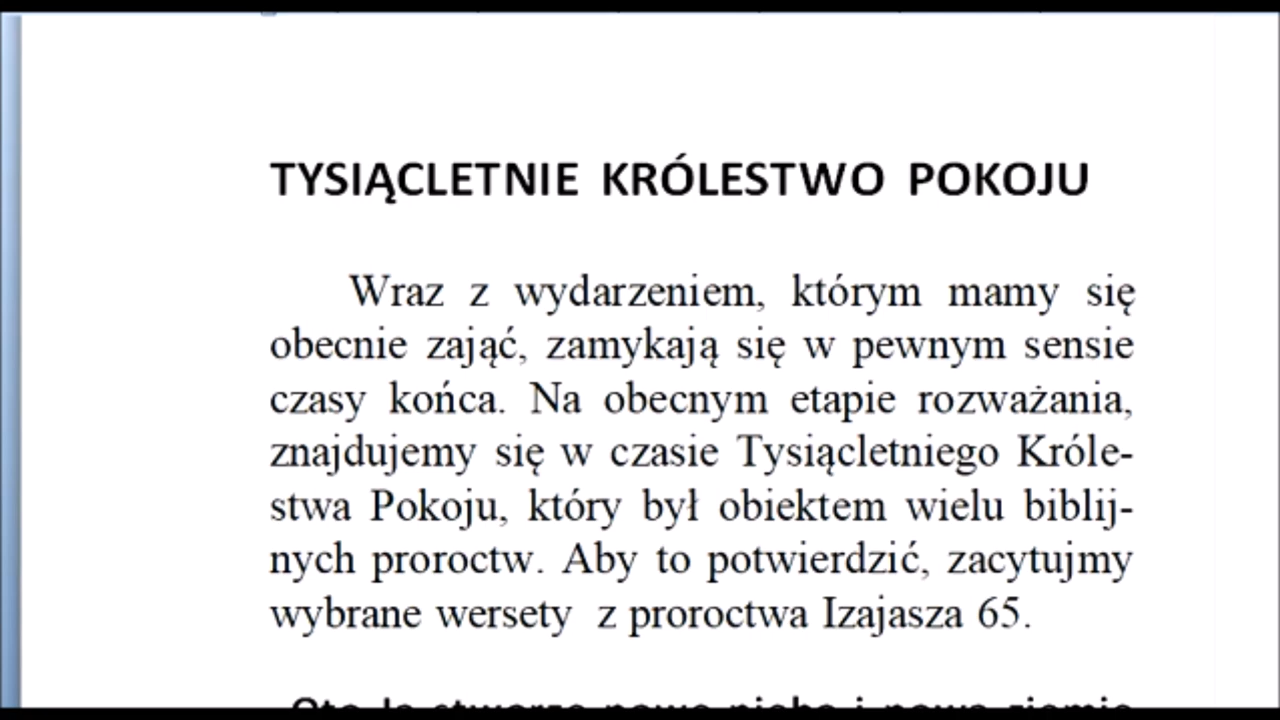 TYSIĄCLETNIE KRÓLESTWO POKOJU
Wraz z wydarzeniem, którym mamy się
obecnie zająć, zamykają się w pewnym sensie
czasy końca. Na obecnym etapie rozważania,
znajdujemy się w czasie Tysiącletniego Króle-
stwa Pokoju, który był obiektem wielu biblij-
nych proroctw. Aby to potwierdzić, zacytujmy
wybrane wersety z proroctwa Izajasza 65.